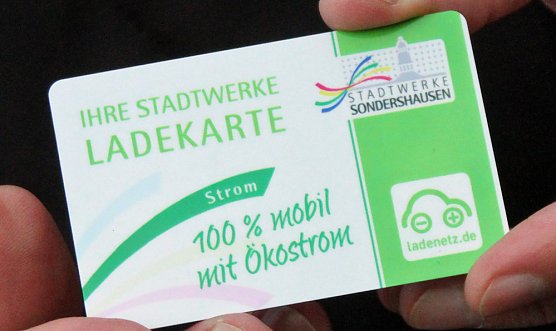 IHRE STADTWERKE
LADEKARTE
STADTWERKE
SONDERSHAUSEN
Strom
100 % mobil
mit Ökostrom
ladenetz.de